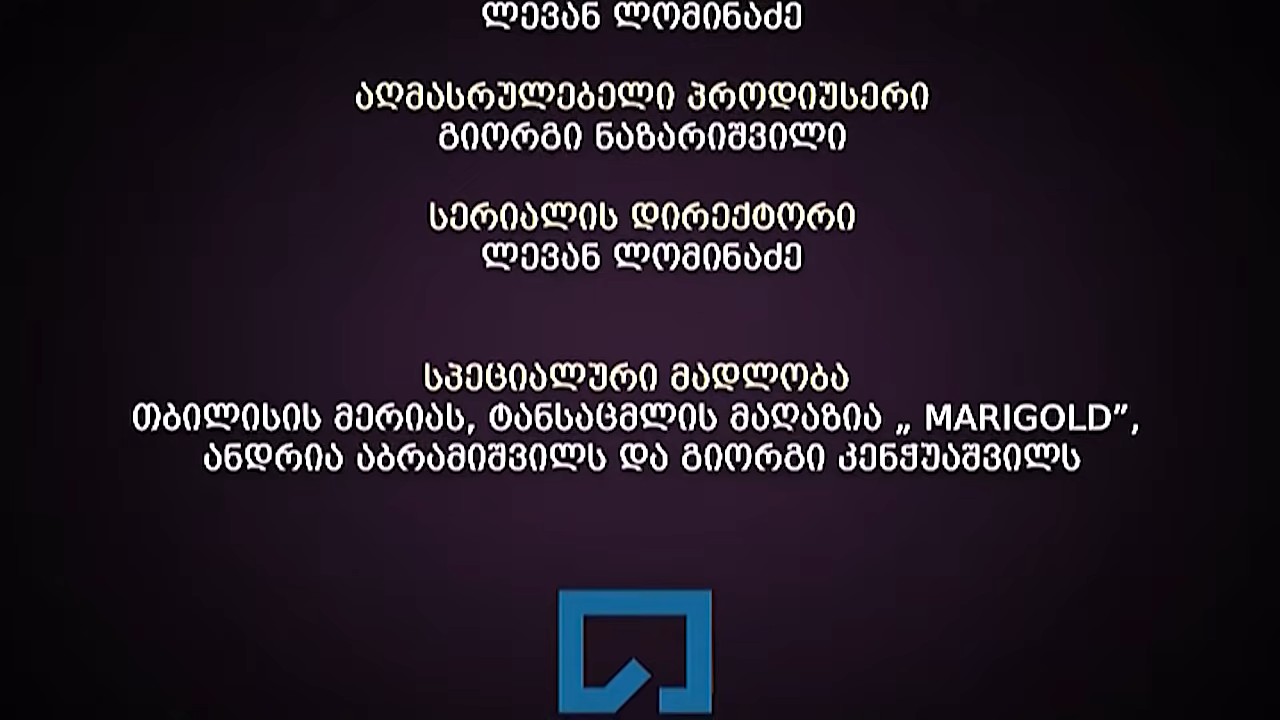 ლევან ლომინაძე
აღმასრულებელი პროდიუსერი
გიორგი ნაზარიშვილი
სერიალის დირექტორი
ლევან ლომინაძე
სპეციალური მადლობა
თბილისის მერიას, ტანსაცმლის მაღაზია „ MARIGOLD”,
ანდრია აბრამიშვილს და გიორგი კენჭუაშვილს